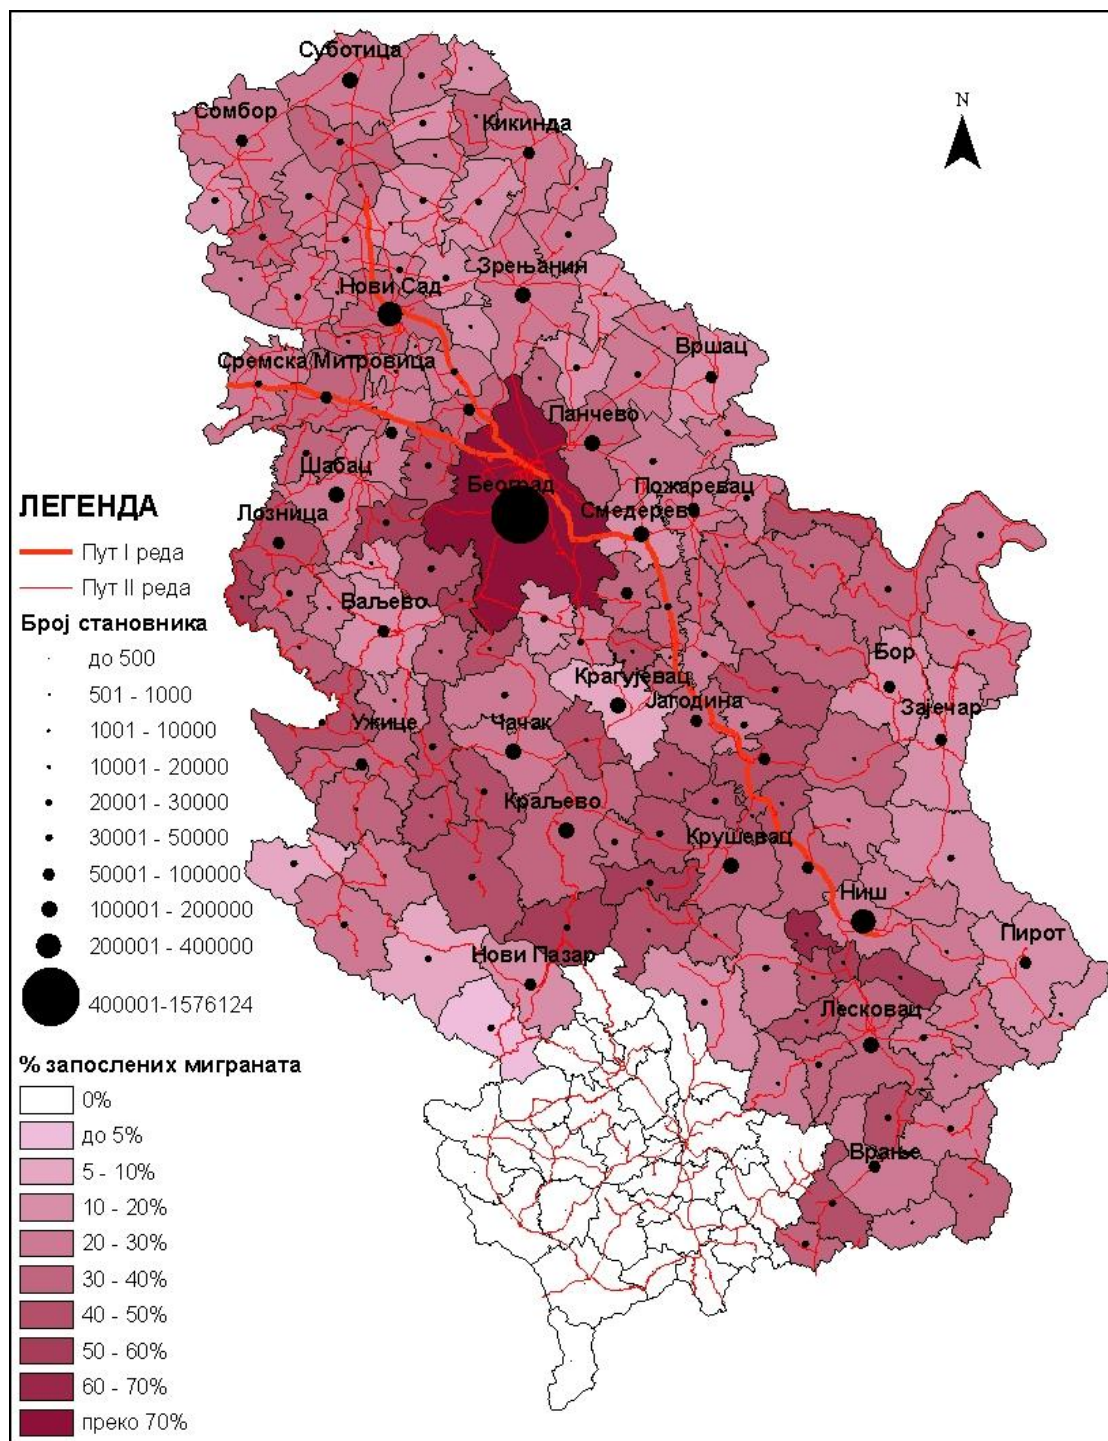 Суботица
N
Сомбор
Кикинда
Зрењанин
Нови Сад
Вршац
Сремска Митровица
Панчево
Шабац
Београд
Пожаревац
ЛЕГЕНДА
Лозница
Смедерево
Пут I реда
Пут II реда
Ваљево
Број становника
до 500
501 - 1000
1001 - 10000
10001 - 20000
20001 - 30000
30001 - 50000
50001 - 100000
100001 - 200000
200001 - 400000
400001-1576124
Бор
Крагујевац
Јагодина
Зајечар
Ужице
Чачак
Краљево
Крушевац
Ниш
Нови Пазар
Пирот
Лесковац
Врање
% запослених миграната
0%
до 5%
5 - 10%
10 - 20%
20 - 30%
30 - 40%
40 - 50%
50 - 60%
60 - 70%
преко 70%